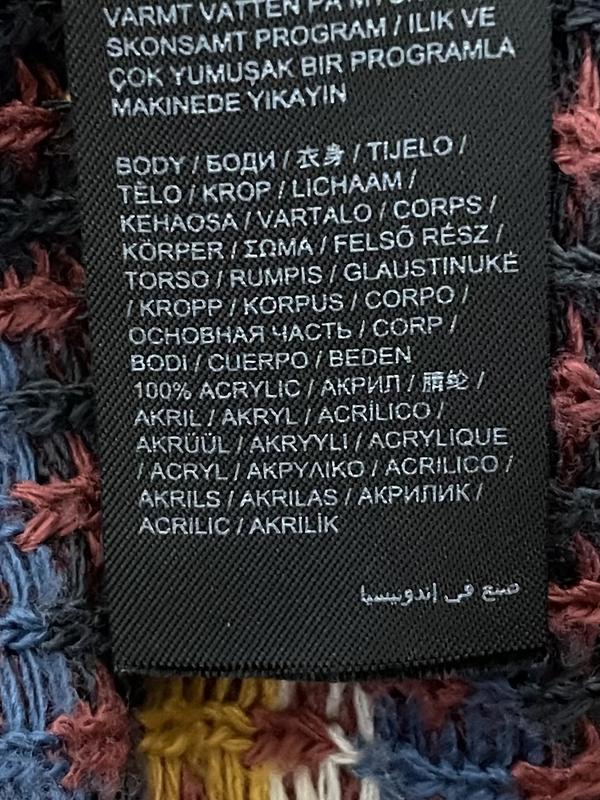 VARMT VATTEN PÅ MYCK
SKONSAMT PROGRAM / ILIK VE
ÇOK YUMUŞAK BIR PROGRAMLA
MAKINEDE YIKAYIN
BODY / БОДИ / 衣身 / TIJELO /
TĚLO / KROP / LICHAAM /
KEHAOSA / VARTALO / CORPS /
KÖRPER / ΣΩΜΑ / FELSŐ RÉSZ /
TORSO / RUMPIS / GLAUSTINUKĖ
/ KROPP / KORPUS / CORPO /
ОСНОВНАЯ ЧАСТЬ / CORP /
BODI / CUERPO / BEDEN
100% ACRYLIC / АКРИЛ / 腈纶 /
AKRIL / AKRYL / ACRÍLICO /
AKRÜÜL / AKRYYLI / ACRYLIQUE
/ ACRYL / ΑΚΡΥΛΙΚΟ / ACRILICO /
AKRILS / AKRILAS / АКРИЛИК /
ACRILIC / AKRİLİK
صنع في إندونيسيا